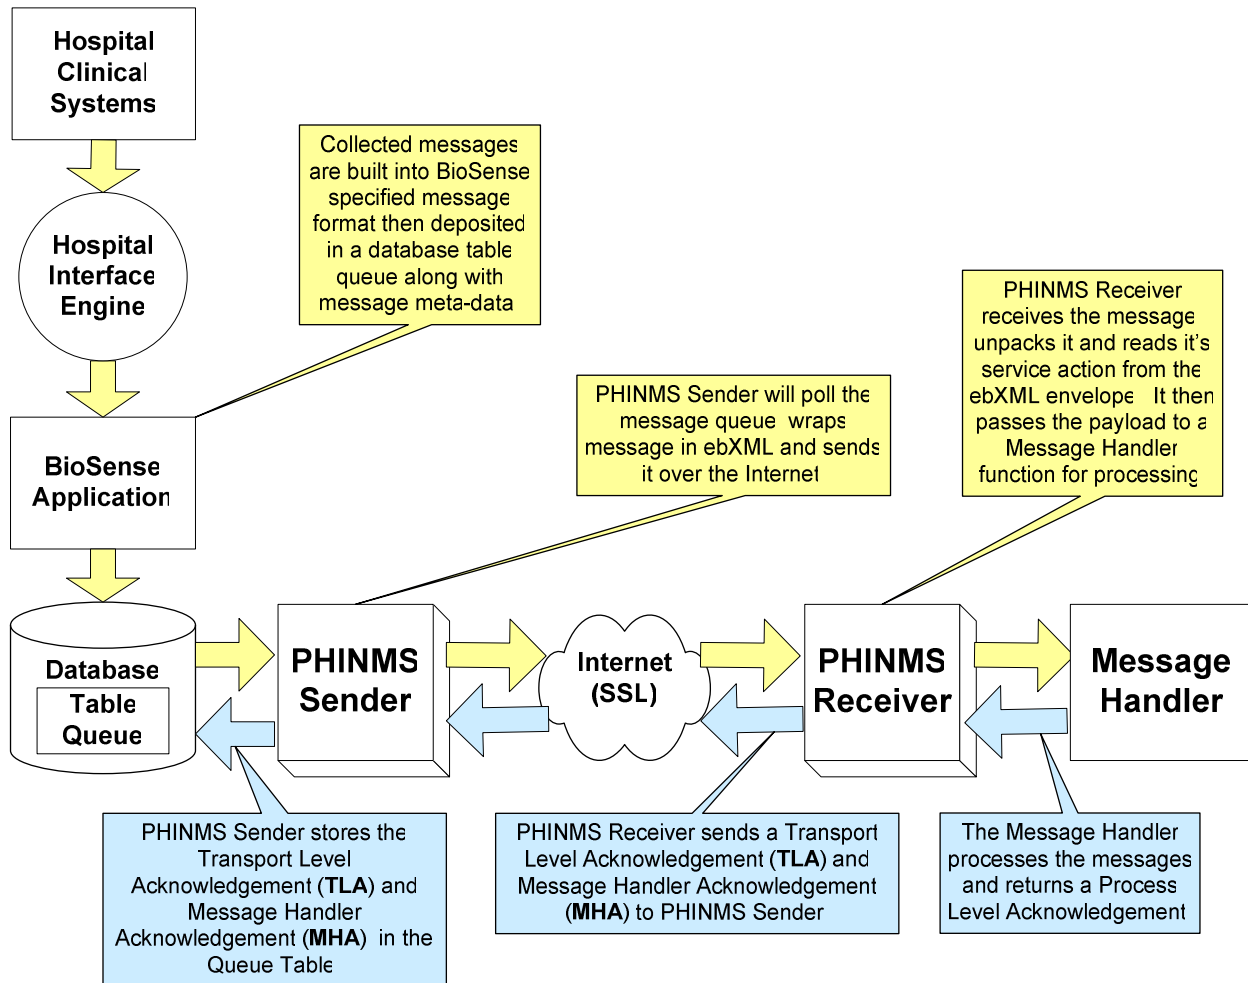 Hospital
Clinical
Systems
Collected messages
are built into BioSense
specified message
format then deposited
in a database table
queue along with
message meta-data
Hospital
Interface
Engine
PHINMS Receiver
receives the message
unpacks it and reads it's
service action from the
ebXML envelope   It then
passes the payload to a
Message Handler
function for processing
PHINMS Sender will poll the
message queue  wraps
message in ebXML and sends
it over the Internet
BioSense
Application
Database
Table
Queue
PHINMS
Sender
Internet
(SSL)
PHINMS
Receiver
Message
Handler
PHINMS Sender stores the
Transport Level
Acknowledgement (TLA) and
Message Handler
Acknowledgement (MHA)  in the
Queue Table
PHINMS Receiver sends a Transport
Level Acknowledgement (TLA) and
Message Handler Acknowledgement
(MHA) to PHINMS Sender
The Message Handler
processes the messages
and returns a Process
Level Acknowledgement